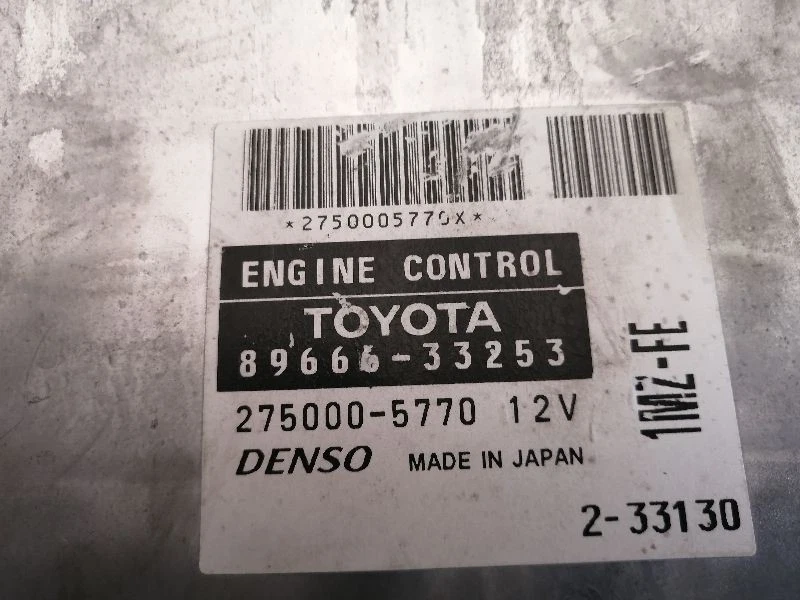 *2750005770X*
ENGINE CONTROL
TOYOTA
89666-33253
275000-5770 12V
DENSO MADE IN JAPAN
1MZ-FE
2-33130